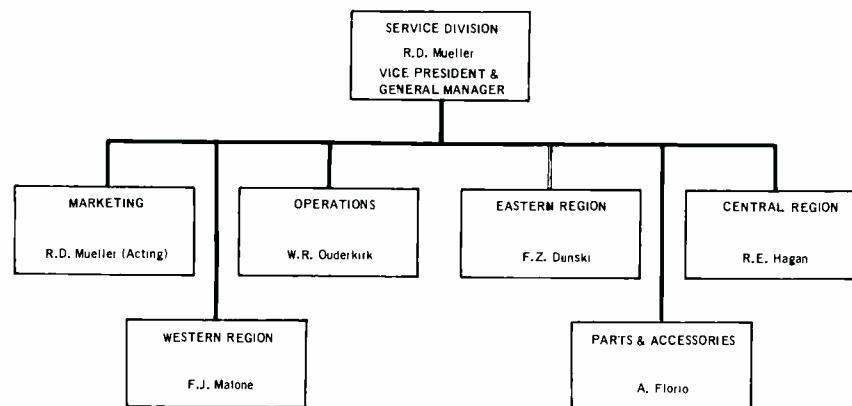 SERVICE DIVISION
R.D. Mueller
VICE PRESIDENT &
GENERAL MANAGER
MARKETING
R.D. Mueller (Acting)
OPERATIONS
W.R. Ouderkirk
EASTERN REGION
F.Z. Dunski
CENTRAL REGION
R.E. Hagan
WESTERN REGION
F.J. Malone
PARTS & ACCESSORIES
A. Florio